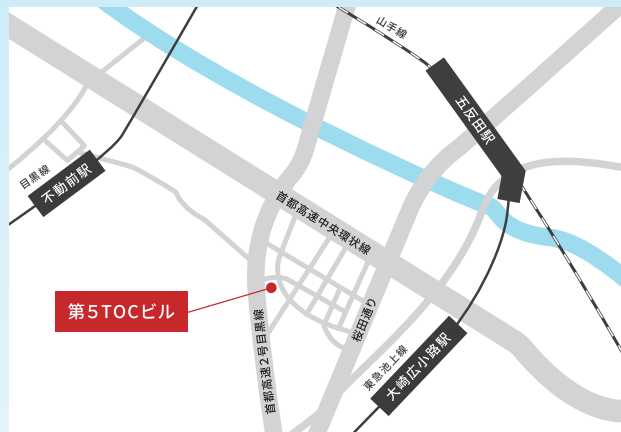 山手線
五反田駅
目黒線
不動前駅
首都高速中央環状線
第5TOCビル
桜田通り
首都高速2号目黒線
東急池上線
大崎広小路駅